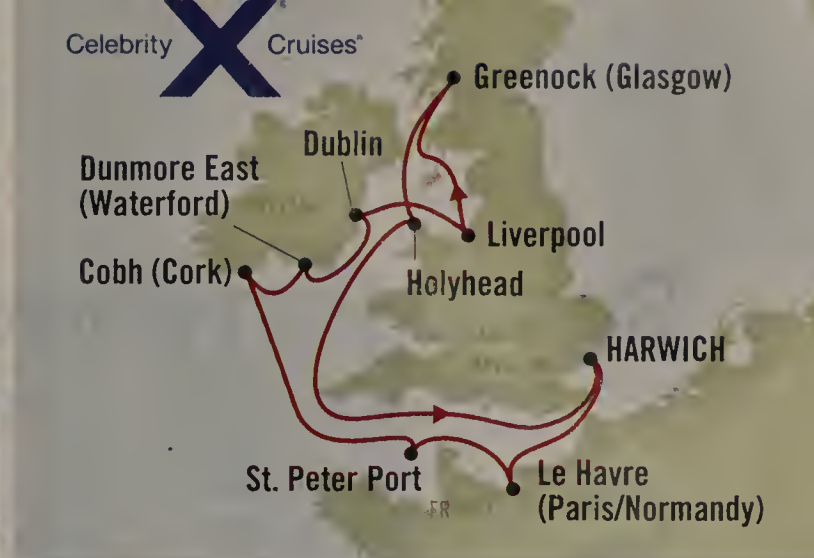 Celebrity X Cruises®
Greenock (Glasgow)
Dublin
Dunmore East
(Waterford)
Liverpool
Cobh (Cork)
Holyhead
HARWICH
St. Peter Port
Le Havre
(Paris/Normandy)
FR